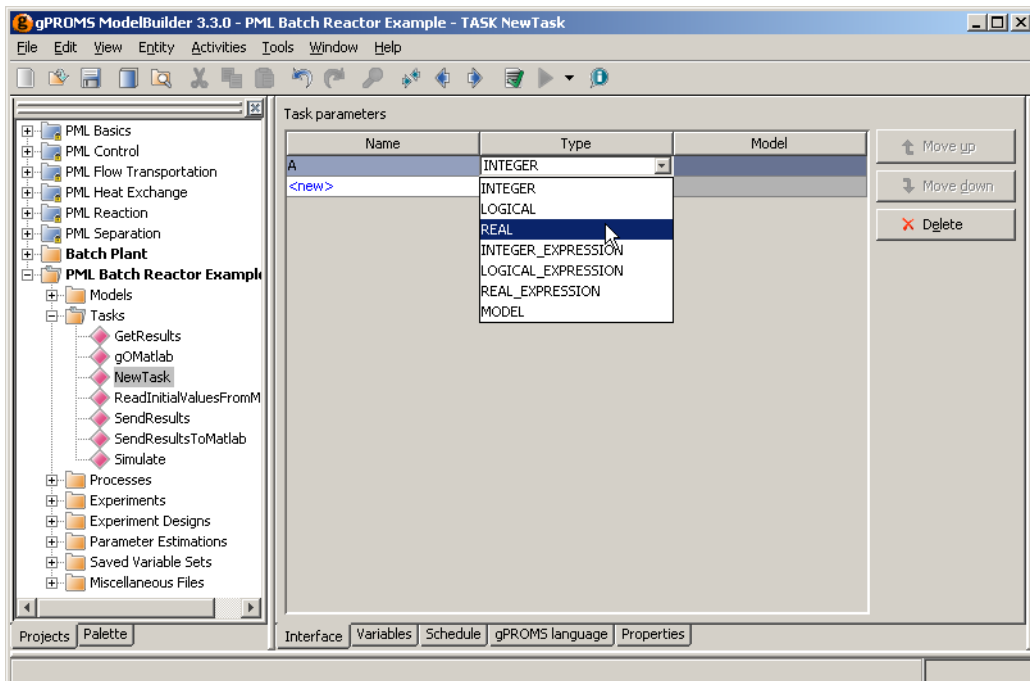 gPROMS ModelBuilder 3.3.0 - PML Batch Reactor Example - TASK NewTask
File Edit View Entity Activities Tools Window Help
PML Basics
PML Control
PML Flow Transportation
PML Heat Exchange
PML Reaction
PML Separation
Batch Plant
PML Batch Reactor Example
Models
Tasks
GetResults
gOMatlab
NewTask
ReadInitialValuesFromM
SendResults
SendResultsToMatlab
Simulate
Processes
Experiments
Experiment Designs
Parameter Estimations
Saved Variable Sets
Miscellaneous Files
Projects Palette
Task parameters
Name Type Model
A INTEGER
<new>
INTEGER
LOGICAL
REAL
INTEGER_EXPRESSION
LOGICAL_EXPRESSION
REAL_EXPRESSION
MODEL
Move up
Move down
Delete
Interface Variables Schedule gPROMS language Properties